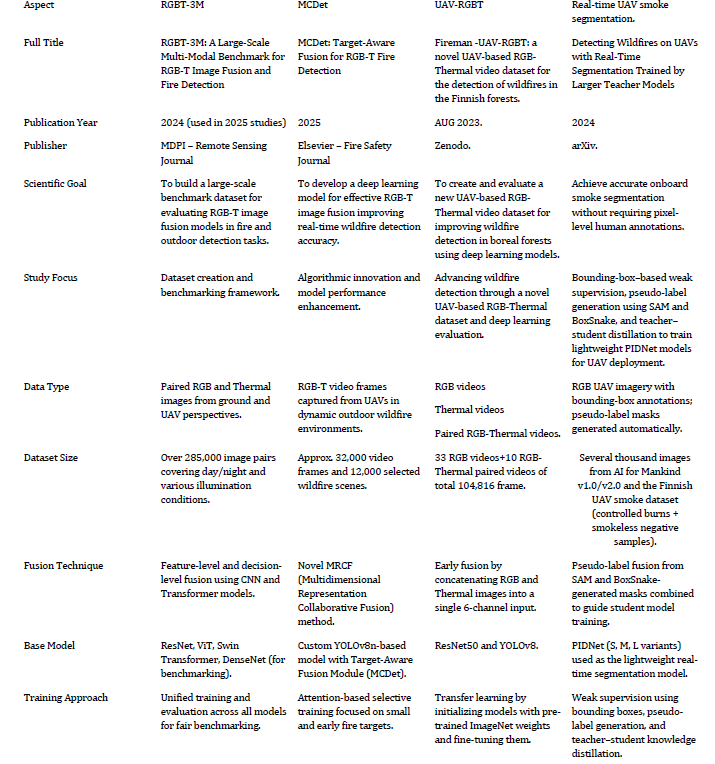 Aspect
RGBT-3M
MCDet
UAV-RGBT
Real-time UAV smoke
segmentation.
Full Title
RGBT-3M: A Large-Scale
Multi-Modal Benchmark for
RGB-T Image Fusion and
Fire Detection
MCDet: Target-Aware
Fusion for RGB-T Fire
Detection
Fireman -UAV-RGBT: a
novel UAV-based RGB-
Thermal video dataset for
the detection of wildfires in
the Finnish forests.
Detecting Wildfires on UAVs
with Real-Time
Segmentation Trained by
Larger Teacher Models
Publication Year
2024 (used in 2025 studies)
2025
AUG 2023.
2024
Publisher
MDPI – Remote Sensing
Journal
Elsevier – Fire Safety
Journal
Zenodo.
arXiv.
Scientific Goal
To build a large-scale
benchmark dataset for
evaluating RGB-T image
fusion models in fire and
outdoor detection tasks.
To develop a deep learning
model for effective RGB-T
image fusion improving
real-time wildfire detection
accuracy.
To create and evaluate a
new UAV-based RGB-
Thermal video dataset for
improving wildfire
detection in boreal forests
using deep learning models.
Achieve accurate onboard
smoke segmentation
without requiring pixel-
level human annotations.
Study Focus
Dataset creation and
benchmarking framework.
Algorithmic innovation and
model performance
enhancement.
Advancing wildfire
detection through a novel
UAV-based RGB-Thermal
dataset and deep learning
evaluation.
Bounding-box–based weak
supervision, pseudo-label
generation using SAM and
BoxSnake, and teacher–
student distillation to train
lightweight PIDNet models
for UAV deployment.
Data Type
Paired RGB and Thermal
images from ground and
UAV perspectives.
RGB-T video frames
captured from UAVs in
dynamic outdoor wildfire
environments.
RGB videos
Thermal videos
Paired RGB-Thermal videos.
RGB UAV imagery with
bounding-box annotations;
pseudo-label masks
generated automatically.
Dataset Size
Over 285,000 image pairs
covering day/night and
various illumination
conditions.
Approx. 32,000 video
frames and 12,000 selected
wildfire scenes.
33 RGB videos+10 RGB-
Thermal paired videos of
total 104,816 frame.
Several thousand images
from AI for Mankind
v1.0/v2.0 and the Finnish
UAV smoke dataset
(controlled burns +
smokeless negative
samples).
Fusion Technique
Feature-level and decision-
level fusion using CNN and
Transformer models.
Novel MRCF
(Multidimensional
Representation
Collaborative Fusion)
method.
Early fusion by
concatenating RGB and
Thermal images into a
single 6-channel input.
Pseudo-label fusion from
SAM and BoxSnake-
generated masks combined
to guide student model
training.
Base Model
ResNet, ViT, Swin
Transformer, DenseNet (for
benchmarking).
Custom YOLOv8n-based
model with Target-Aware
Fusion Module (MCDet).
ResNet50 and YOLOv8.
PIDNet (S, M, L variants)
used as the lightweight real-
time segmentation model.
Training Approach
Unified training and
evaluation across all models
for fair benchmarking.
Attention-based selective
training focused on small
and early fire targets.
Transfer learning by
initializing models with pre-
trained ImageNet weights
and fine-tuning them.
Weak supervision using
bounding boxes, pseudo-
label generation, and
teacher–student knowledge
distillation.